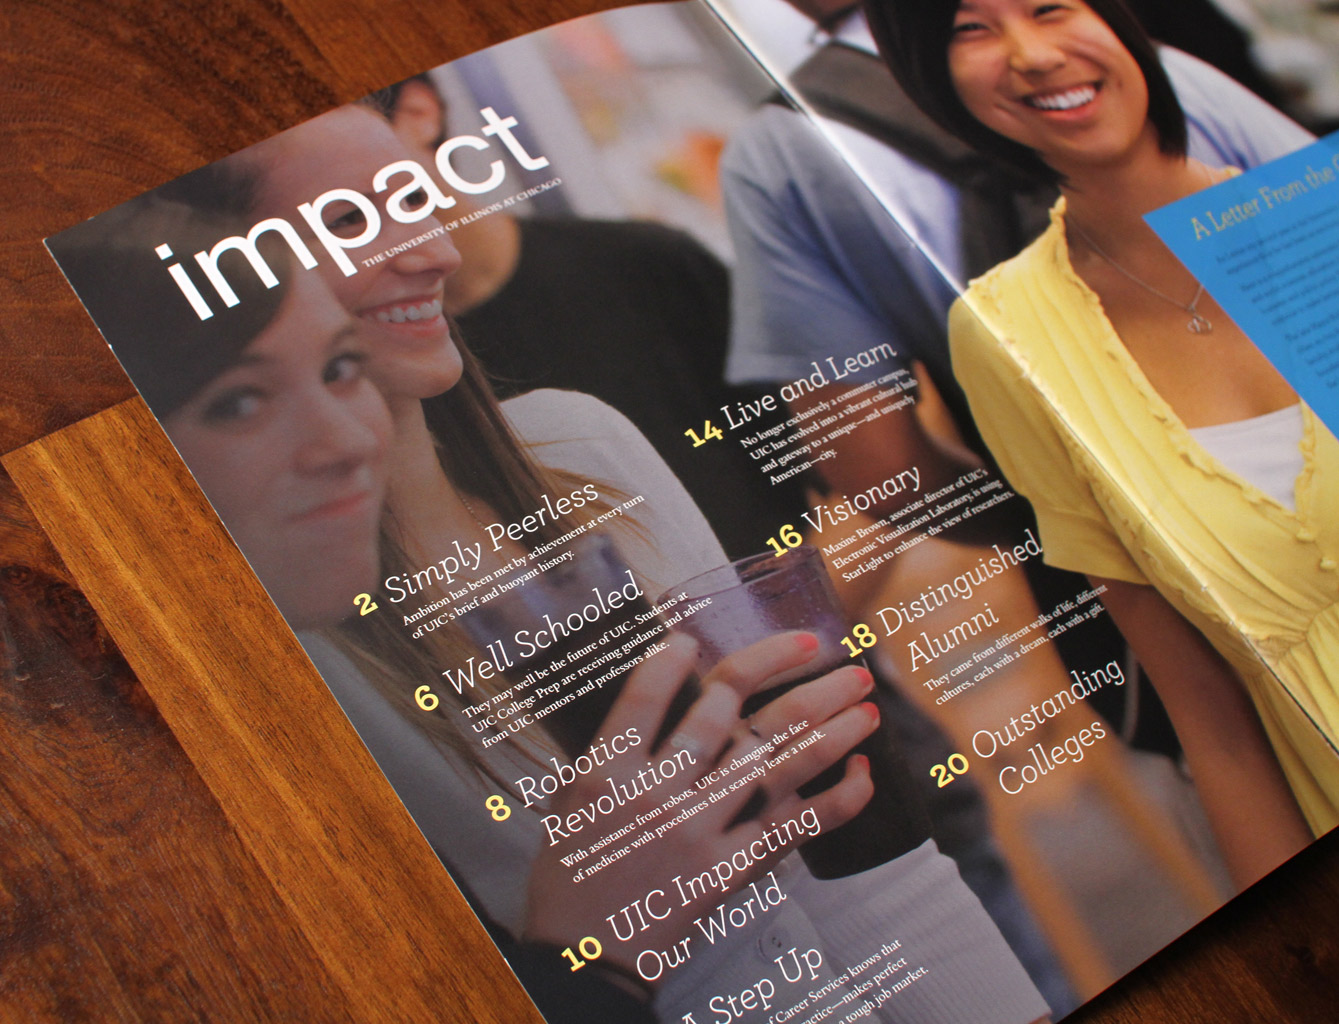 impact
THE UNIVERSITY OF ILLINOIS AT CHICAGO
2 Simply Peerless
Ambition has been met by achievement at every turn
of UIC's brief and buoyant history.
6 Well Schooled
They may well be the future of UIC. Students at
UIC College Prep are receiving guidance and advice
from UIC mentors and professors alike.
8 Robotics
Revolution
With assistance from robots, UIC is changing the face
of medicine with procedures that scarcely leave a mark.
10 UIC Impacting
Our World
Step Up
of Career Services knows that
makes perfect
a tough job market.
14 Live and Learn
No longer exclusively a commuter campus,
UIC has evolved into a vibrant cultural hub
and gateway to a unique—and uniquely
American—city.
16 Visionary
Maxine Brown, associate director of UIC's
Electronic Visualization Laboratory, is using
StarLight to enhance the view of researchers.
18 Distinguished
Alumni
They came from different walks of life, different
cultures, each with a dream, each with a gift.
20 Outstanding
Colleges
A Letter From the